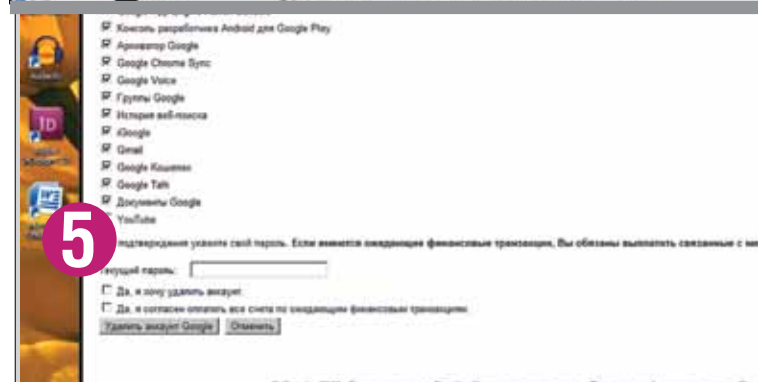 Консоль разработчика Android для Google Play
Архиватор Google
Google Chrome Sync
Google Voice
Группы Google
История веб-поиска
iGoogle
Gmail
Google Кошелек
Google Talk
Документы Google
YouTube
5
подтверждения укажите свой пароль. Если имеются ожидающие финансовые транзакции, Вы обязаны выплатить связанные с
Текущий пароль:
Да, я хочу удалить аккаунт.
Да, я согласен оплатить все счета по ожидающим финансовым транзакциям.
Удалить аккаунт Google Отменить